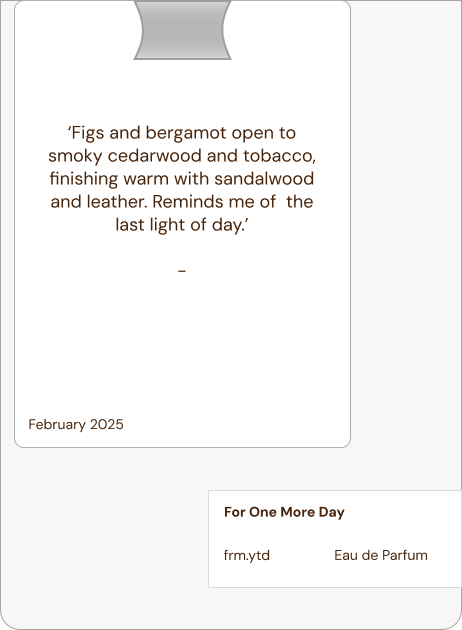 ‘Figs and bergamot open to
smoky cedarwood and tobacco,
finishing warm with sandalwood
and leather. Reminds me of  the
last light of day.’
–
February 2025
For One More Day
frm.ytd Eau de Parfum